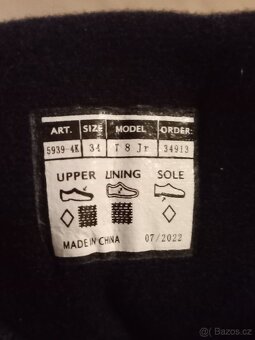 ART. SIZE MODEL ORDER:
5939-4K 34 T 8 Jr 34913
UPPER LINING SOLE
MADE IN CHINA 07/2022
Bazos.cz